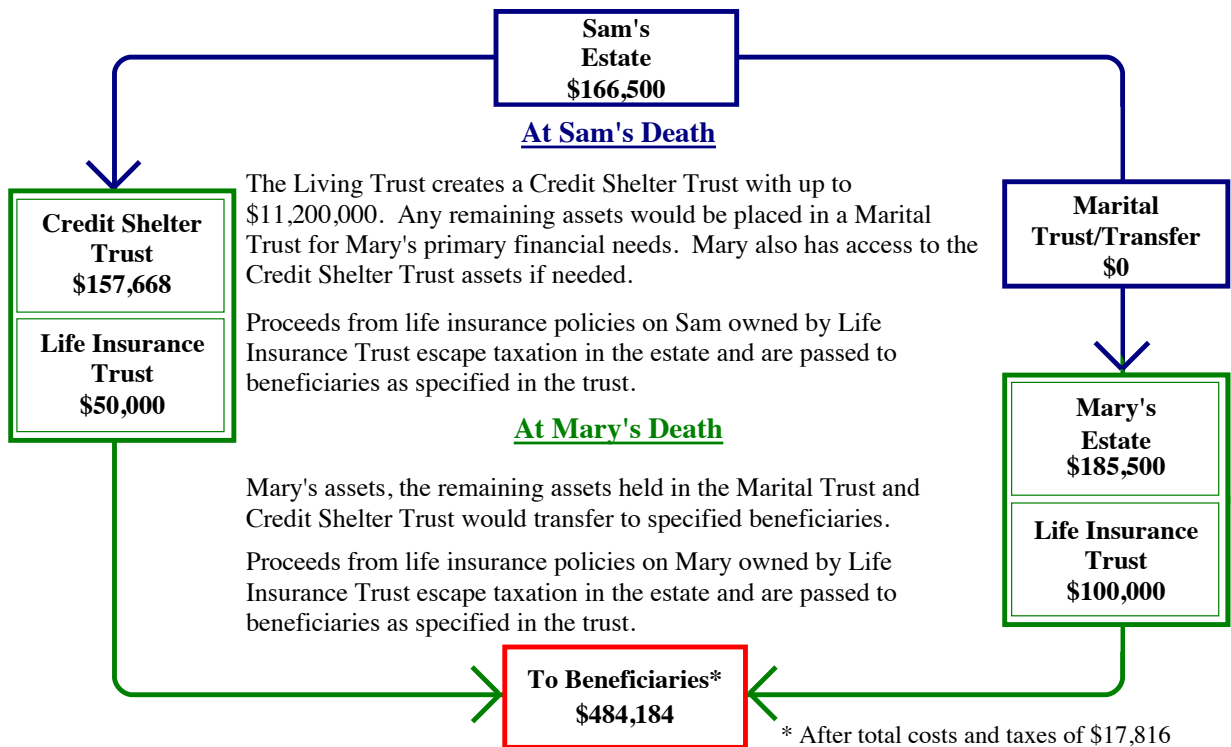 Sam's
Estate
$166,500
At Sam's Death
The Living Trust creates a Credit Shelter Trust with up to
$11,200,000.  Any remaining assets would be placed in a Marital
Trust for Mary's primary financial needs.  Mary also has access to the
Credit Shelter Trust assets if needed.
Credit Shelter
Trust
$157,668
Marital
Trust/Transfer
$0
Proceeds from life insurance policies on Sam owned by Life
Insurance Trust escape taxation in the estate and are passed to
beneficiaries as specified in the trust.
Life Insurance
Trust
$50,000
At Mary's Death
Mary's
Estate
$185,500
Mary's assets, the remaining assets held in the Marital Trust and
Credit Shelter Trust would transfer to specified beneficiaries.
Proceeds from life insurance policies on Mary owned by Life
Insurance Trust escape taxation in the estate and are passed to
beneficiaries as specified in the trust.
Life Insurance
Trust
$100,000
To Beneficiaries*
$484,184
* After total costs and taxes of $17,816